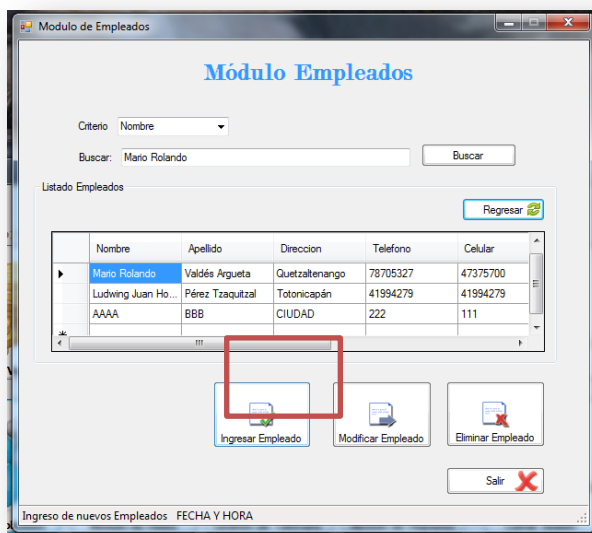 Modulo de Empleados
Módulo Empleados
Criterio Nombre
Buscar: Mario Rolando Buscar
Listado Empleados
Regresar
Nombre Apellido Direccion Telefono Celular
Mario Rolando Valdés Argueta Quetzaltenango 78705327 47375700
Ludwing Juan Ho... Pérez Tzaquitzal Totonicapán 41994279 41994279
AAAA BBB CIUDAD 222 111
Ingresar Empleado Modificar Empleado Eliminar Empleado
Salir
Ingreso de nuevos Empleados FECHA Y HORA